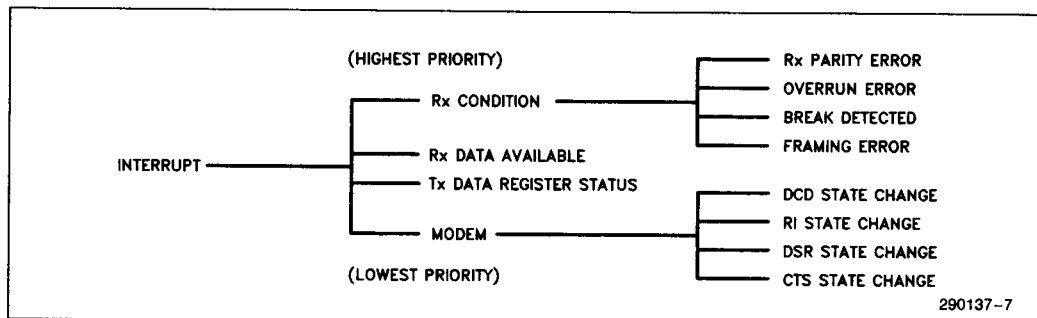 (HIGHEST PRIORITY)
INTERRUPT
Rx CONDITION
Rx DATA AVAILABLE
Tx DATA REGISTER STATUS
MODEM
(LOWEST PRIORITY)
Rx PARITY ERROR
OVERRUN ERROR
BREAK DETECTED
FRAMING ERROR
DCD STATE CHANGE
RI STATE CHANGE
DSR STATE CHANGE
CTS STATE CHANGE
290137-7